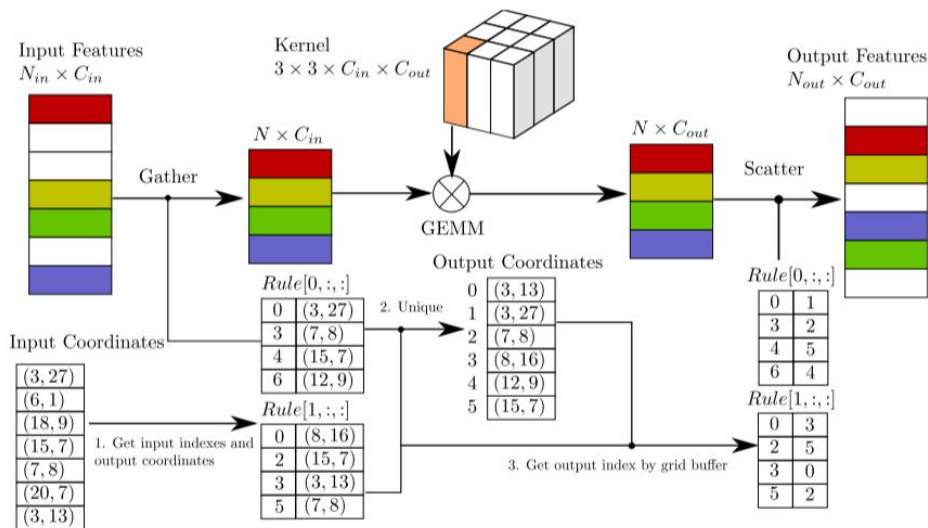 Input Features
N_in × C_in
Kernel
3 × 3 × C_in × C_out
Output Features
N_out × C_out
N × C_in
N × C_out
Gather
Scatter
GEMM
Input Coordinates
(3, 27)
(6, 1)
(18, 9)
(15, 7)
(7, 8)
(20, 7)
(3, 13)
1. Get input indexes and
output coordinates
Rule[0, :, :]
0 (3, 27)
3 (7, 8)
4 (15, 7)
6 (12, 9)
Rule[1, :, :]
0 (8, 16)
2 (15, 7)
3 (3, 13)
5 (7, 8)
2. Unique
Output Coordinates
0 (3, 13)
1 (3, 27)
2 (7, 8)
3 (8, 16)
4 (12, 9)
5 (15, 7)
3. Get output index by grid buffer
Rule[0, :, :]
0 1
3 2
4 5
6 4
Rule[1, :, :]
0 3
2 5
3 0
5 2